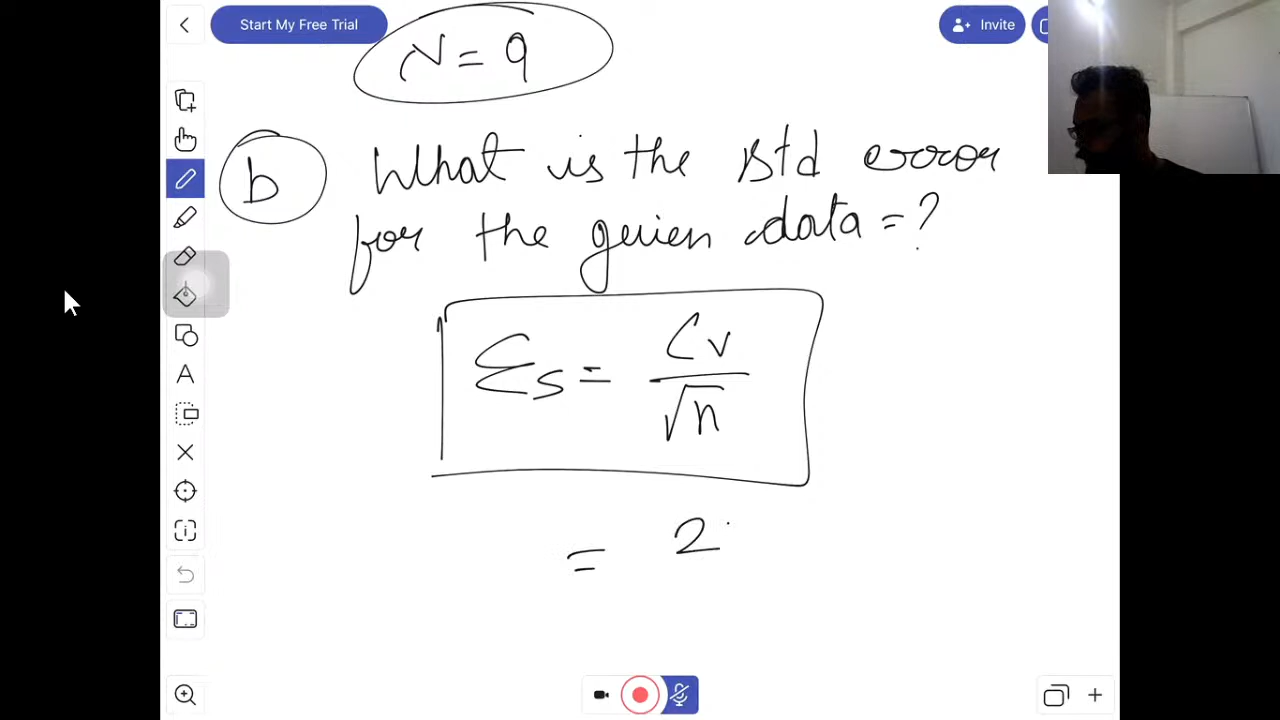 Start My Free Trial
Invite
N = 9
b What is the std error
for the given data = ?
Es = Cv / √n
= 2
A